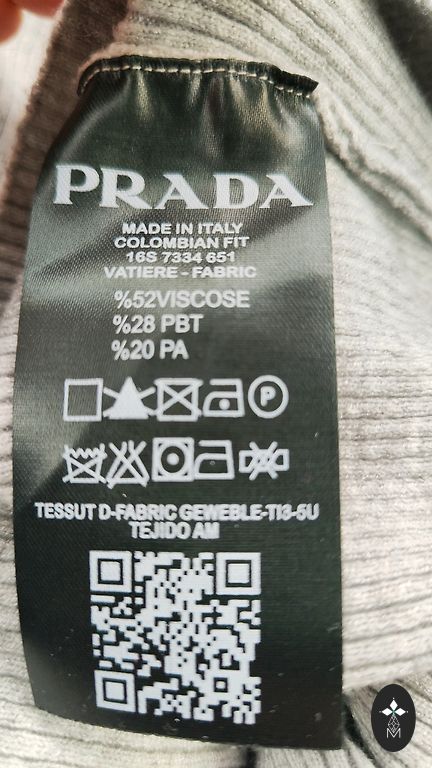 PRADA
MADE IN ITALY
COLOMBIAN FIT
16S 7334 651
VATIERE - FABRIC
%52VISCOSE
%28 PBT
%20 PA
P
TESSUT D-FABRIC GEWEBLE-TI3-5U
TEJIDO AM
M